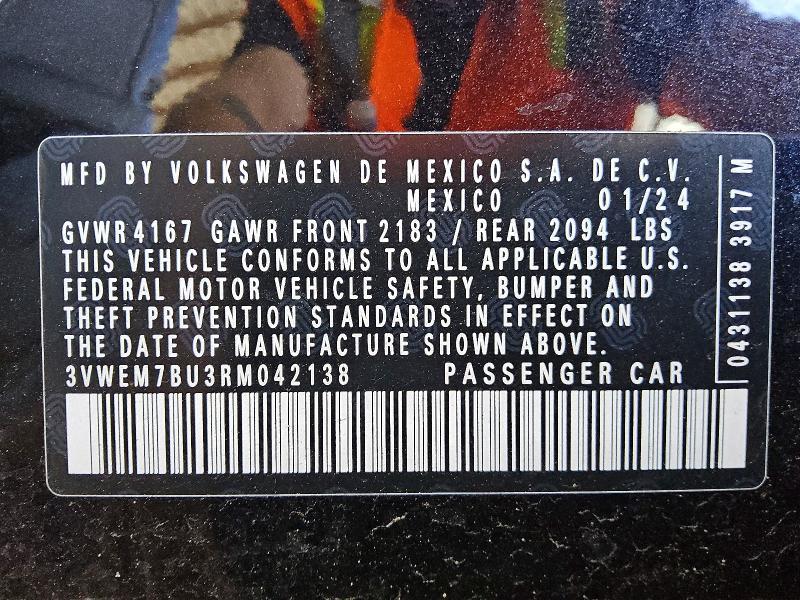 MFD BY VOLKSWAGEN DE MEXICO S.A. DE C.V.
MEXICO 01/24
GVWR 4167 GAWR FRONT 2183 / REAR 2094 LBS
THIS VEHICLE CONFORMS TO ALL APPLICABLE U.S.
FEDERAL MOTOR VEHICLE SAFETY, BUMPER AND
THEFT PREVENTION STANDARDS IN EFFECT ON
THE DATE OF MANUFACTURE SHOWN ABOVE.
3VWEM7BU3RM042138 PASSENGER CAR
0431138 3917 M